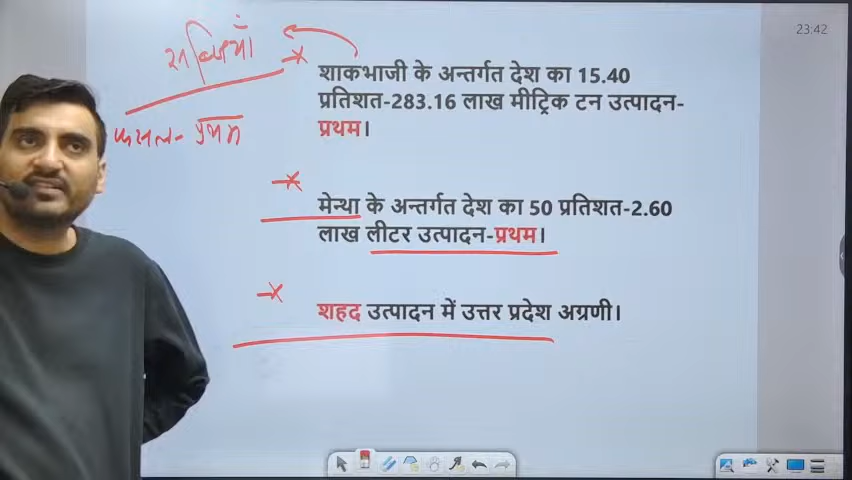 23:42
सब्जियाँ
शाकभाजी के अन्तर्गत देश का 15.40
प्रतिशत-283.16 लाख मीट्रिक टन उत्पादन-
प्रथम।
फसल- प्रथम
मेन्था के अन्तर्गत देश का 50 प्रतिशत-2.60
लाख लीटर उत्पादन-प्रथम।
शहद उत्पादन में उत्तर प्रदेश अग्रणी।